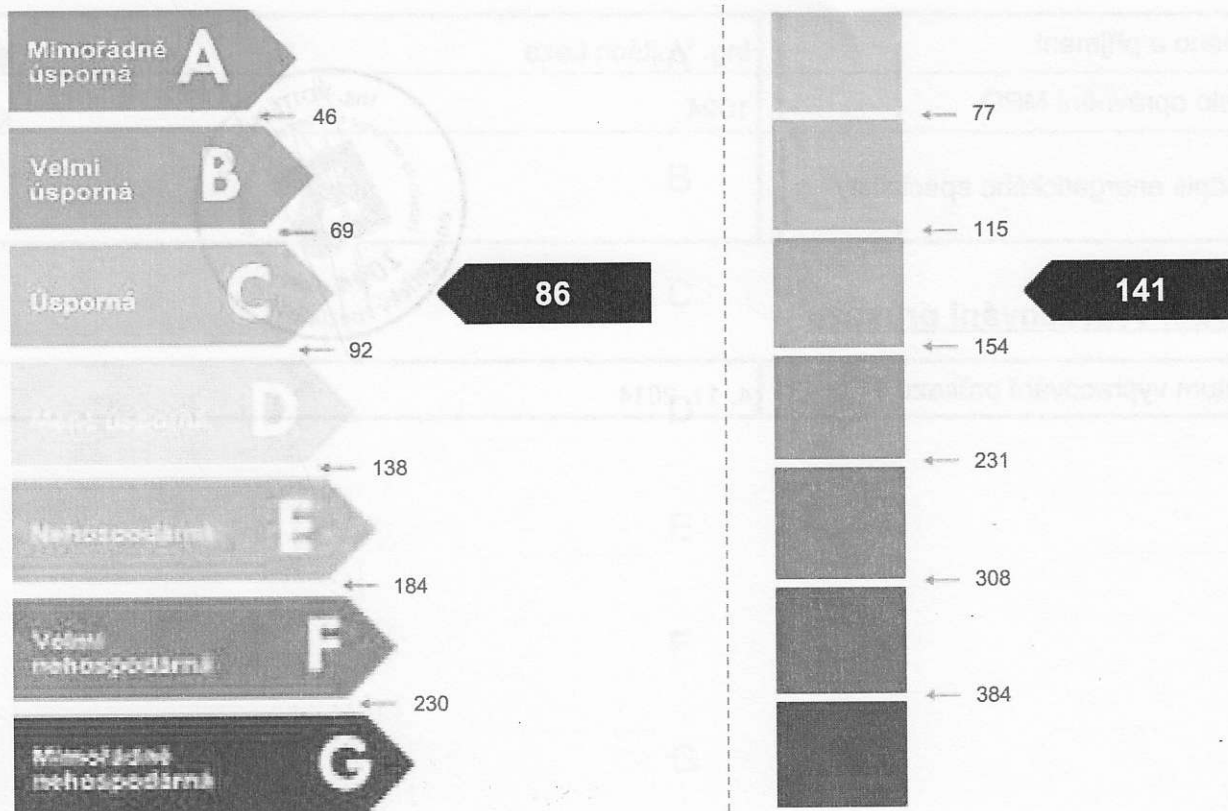 Mimořádně
úsporná
A
46
Velmi
úsporná
B
69
Úsporná
C
86
92
D
138
Nehospodárná
E
184
Velmi
nehospodárná
F
230
Mimořádně
nehospodárná
G
77
115
141
154
231
308
384